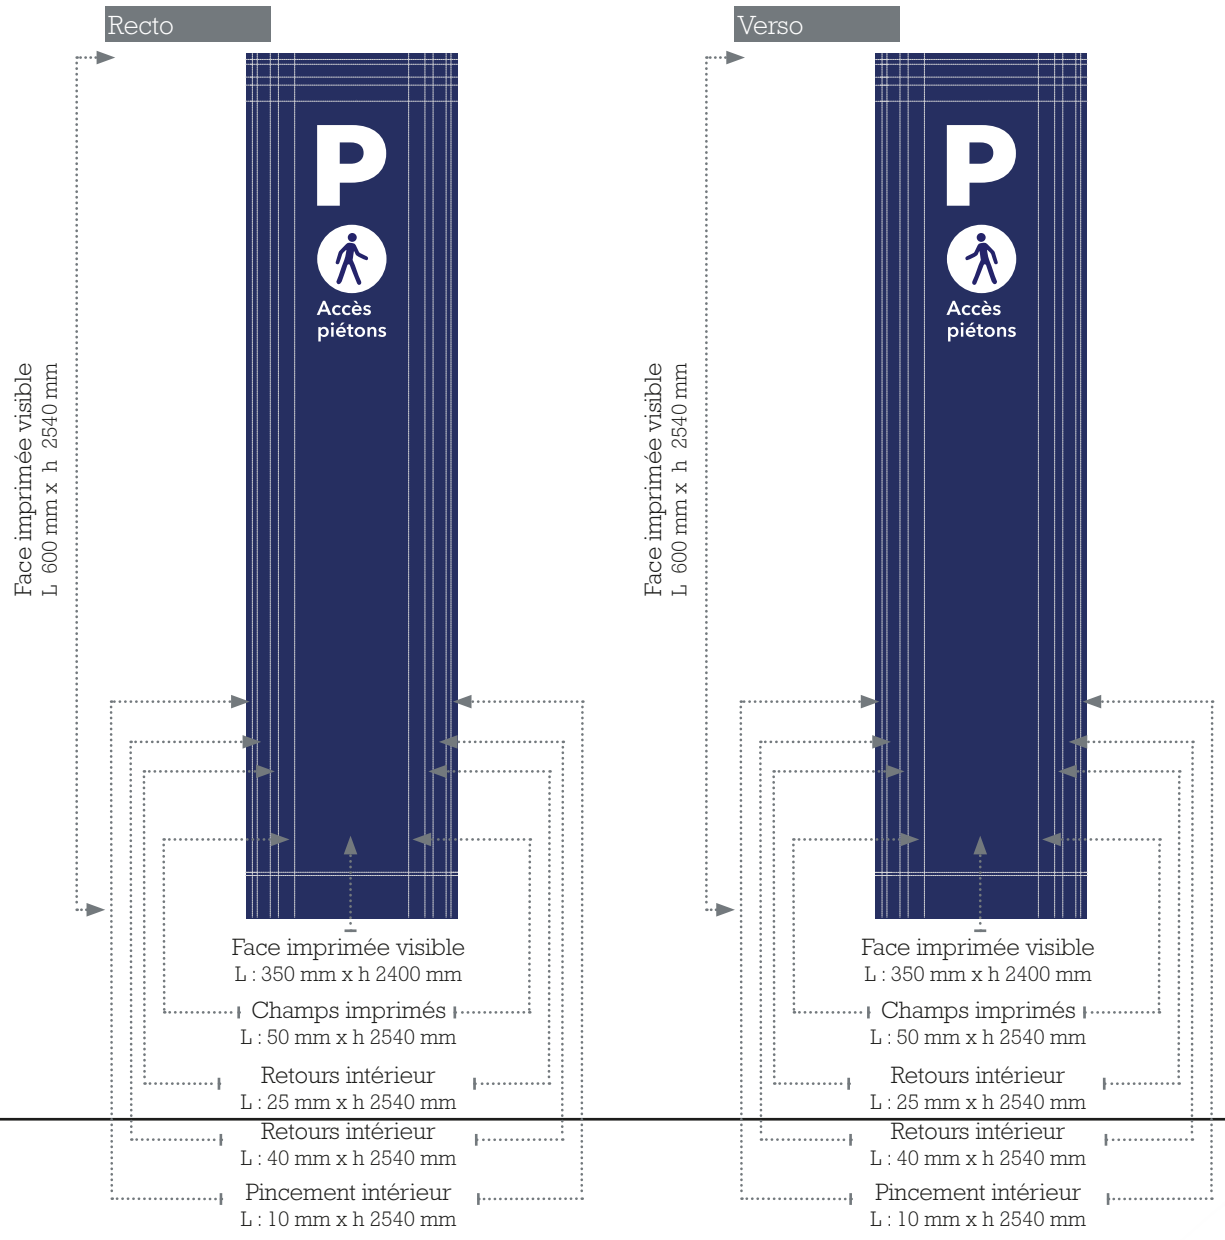 Recto
P
Accès
piétons
Face imprimée visible
L 600 mm x h 2540 mm
Face imprimée visible
L : 350 mm x h 2400 mm
Champs imprimés
L : 50 mm x h 2540 mm
Retours intérieur
L : 25 mm x h 2540 mm
Retours intérieur
L : 40 mm x h 2540 mm
Pincement intérieur
L : 10 mm x h 2540 mm
Verso
P
Accès
piétons
Face imprimée visible
L 600 mm x h 2540 mm
Face imprimée visible
L : 350 mm x h 2400 mm
Champs imprimés
L : 50 mm x h 2540 mm
Retours intérieur
L : 25 mm x h 2540 mm
Retours intérieur
L : 40 mm x h 2540 mm
Pincement intérieur
L : 10 mm x h 2540 mm